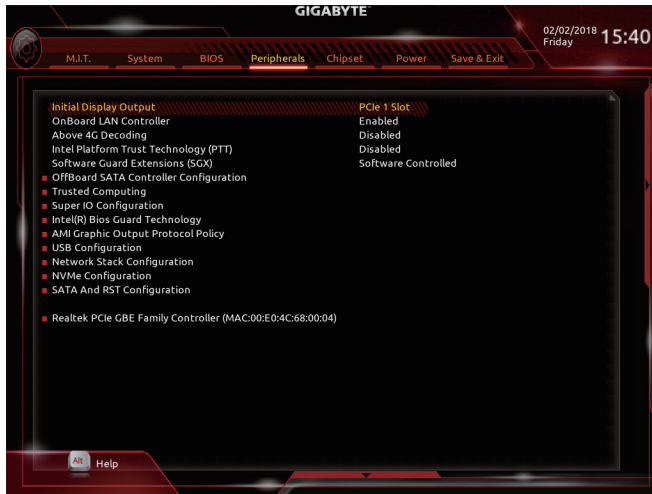 GIGABYTE
02/02/2018
Friday
15:40
M.I.T. System BIOS Peripherals Chipset Power Save & Exit
Initial Display Output PCIe 1 Slot
OnBoard LAN Controller Enabled
Above 4G Decoding Disabled
Intel Platform Trust Technology (PTT) Disabled
Software Guard Extensions (SGX) Software Controlled
OffBoard SATA Controller Configuration
Trusted Computing
Super IO Configuration
Intel(R) Bios Guard Technology
AMI Graphic Output Protocol Policy
USB Configuration
Network Stack Configuration
NVMe Configuration
SATA And RST Configuration
Realtek PCIe GBE Family Controller (MAC:00:E0:4C:68:00:04)
Alt Help